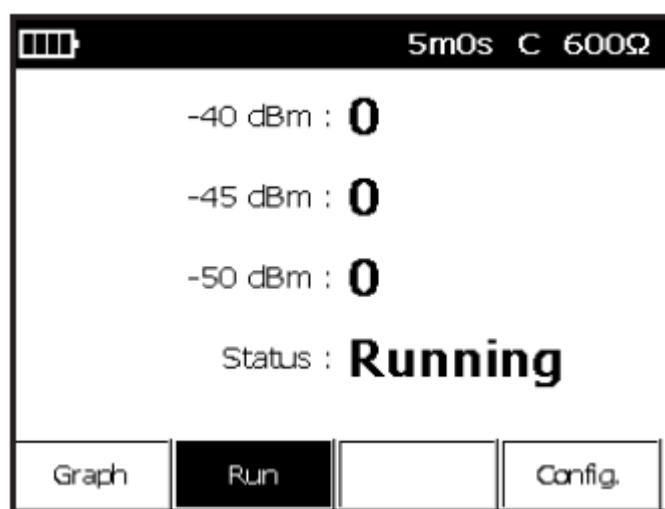 5m0s C 600Ω
-40 dBm : 0
-45 dBm : 0
-50 dBm : 0
Status : Running
Graph Run Config.